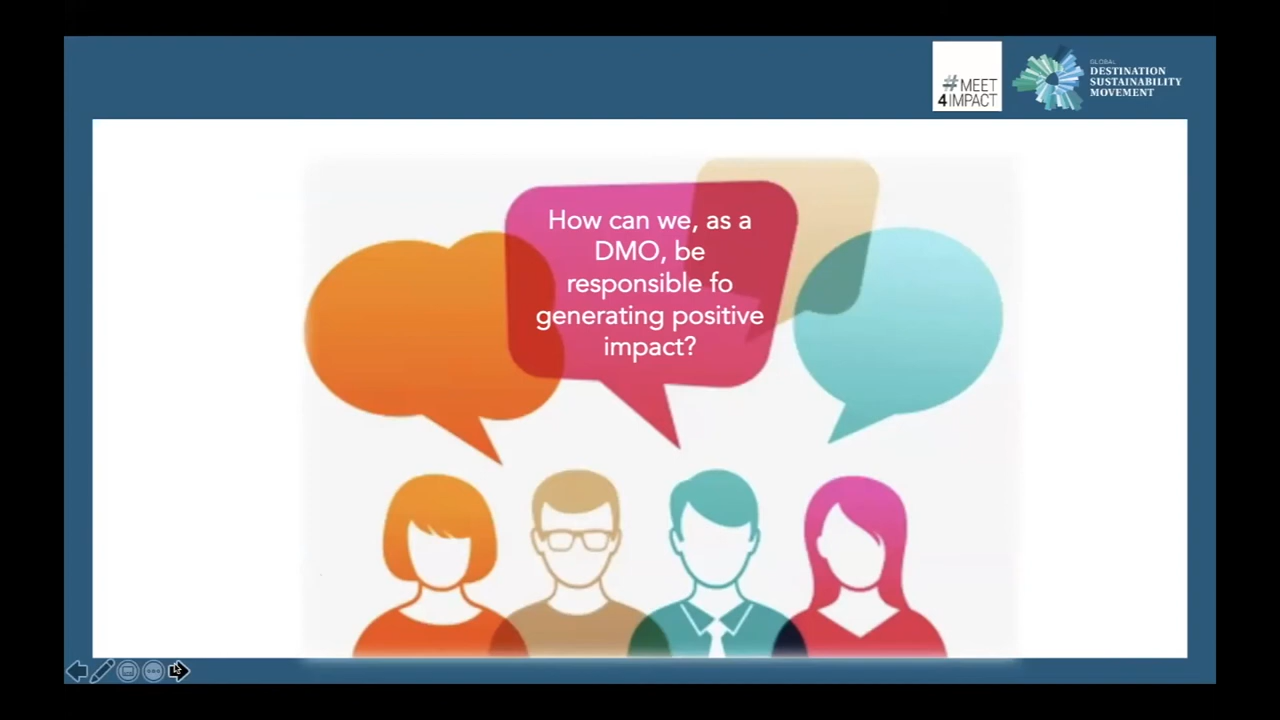 #MEET
4IMPACT
GLOBAL
DESTINATION
SUSTAINABILITY
MOVEMENT
How can we, as a
DMO, be
responsible fo
generating positive
impact?